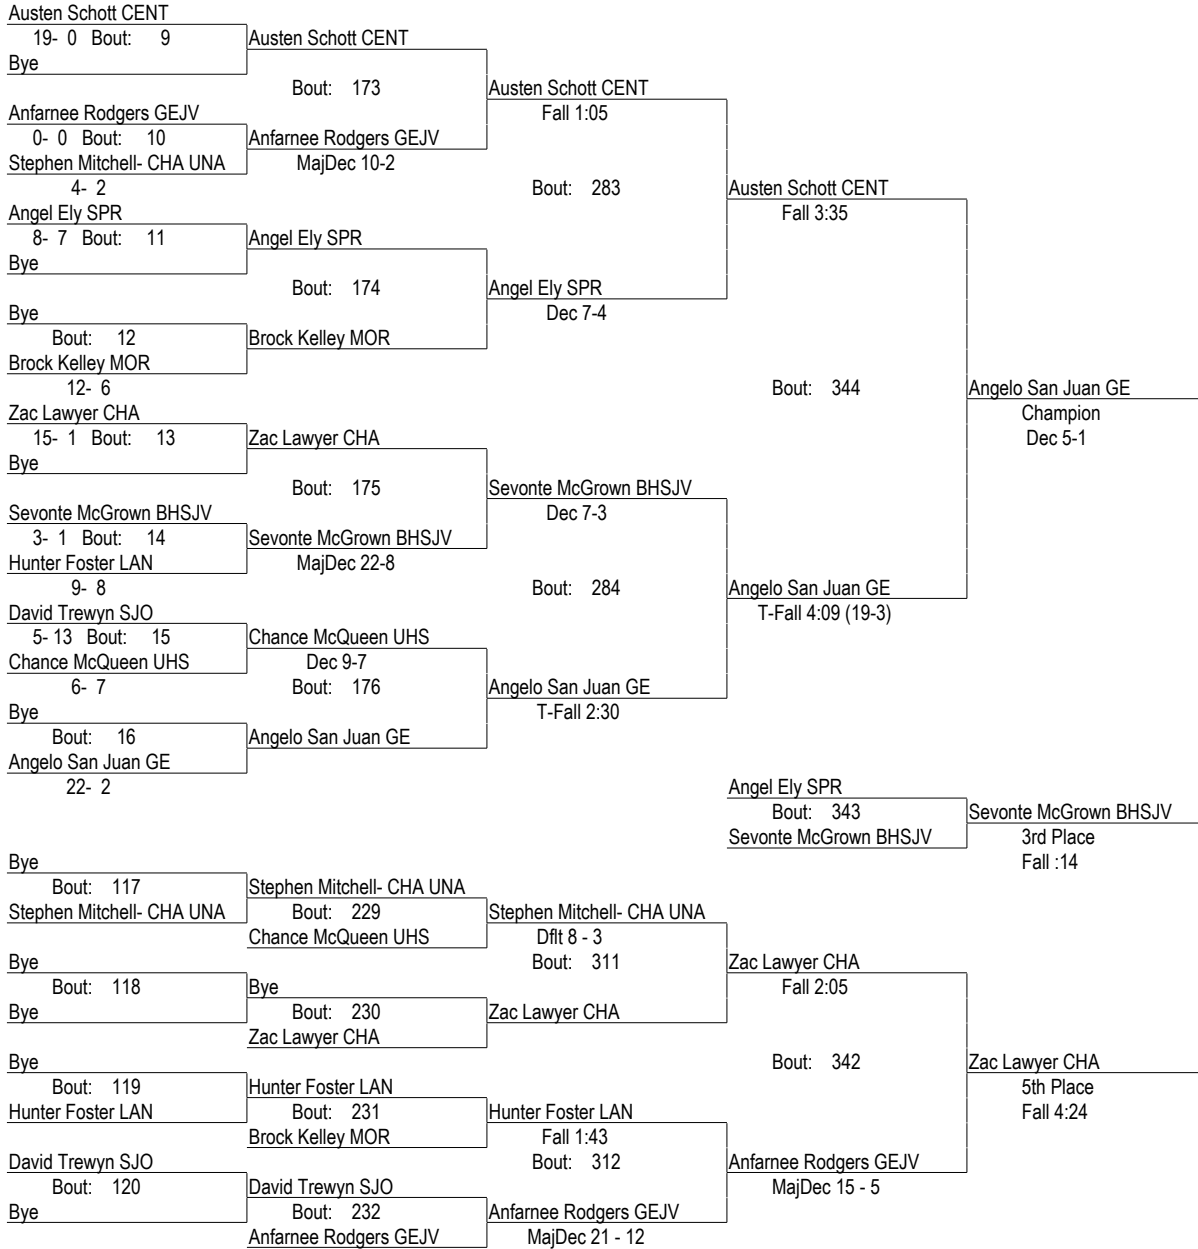 Austen Schott CENT
19- 0 Bout: 9
Austen Schott CENT
Bye
Bout: 173
Austen Schott CENT
Anfarnee Rodgers GEJV
Fall 1:05
0- 0 Bout: 10
Anfarnee Rodgers GEJV
Stephen Mitchell- CHA UNA
MajDec 10-2
4- 2
Bout: 283
Austen Schott CENT
Angel Ely SPR
Fall 3:35
8- 7 Bout: 11
Angel Ely SPR
Bye
Bout: 174
Angel Ely SPR
Bye
Dec 7-4
Bout: 12
Brock Kelley MOR
Brock Kelley MOR
12- 6
Bout: 344
Angelo San Juan GE
Zac Lawyer CHA
Champion
15- 1 Bout: 13
Zac Lawyer CHA
Dec 5-1
Bye
Bout: 175
Sevonte McGrown BHSJV
Sevonte McGrown BHSJV
Dec 7-3
3- 1 Bout: 14
Sevonte McGrown BHSJV
Hunter Foster LAN
MajDec 22-8
9- 8
Bout: 284
Angelo San Juan GE
David Trewyn SJO
T-Fall 4:09 (19-3)
5- 13 Bout: 15
Chance McQueen UHS
Chance McQueen UHS
Dec 9-7
6- 7
Bout: 176
Angelo San Juan GE
Bye
T-Fall 2:30
Bout: 16
Angelo San Juan GE
Angelo San Juan GE
22- 2
Angel Ely SPR
Bout: 343
Sevonte McGrown BHSJV
Sevonte McGrown BHSJV
3rd Place
Fall :14
Bye
Bout: 117
Stephen Mitchell- CHA UNA
Stephen Mitchell- CHA UNA
Bout: 229
Stephen Mitchell- CHA UNA
Chance McQueen UHS
Dflt 8 - 3
Bye
Bout: 311
Zac Lawyer CHA
Bout: 118
Bye
Fall 2:05
Bye
Bout: 230
Zac Lawyer CHA
Zac Lawyer CHA
Bye
Bout: 342
Zac Lawyer CHA
Bout: 119
Hunter Foster LAN
5th Place
Hunter Foster LAN
Bout: 231
Hunter Foster LAN
Fall 4:24
Brock Kelley MOR
Fall 1:43
David Trewyn SJO
Bout: 312
Anfarnee Rodgers GEJV
Bout: 120
David Trewyn SJO
MajDec 15 - 5
Bye
Bout: 232
Anfarnee Rodgers GEJV
Anfarnee Rodgers GEJV
MajDec 21 - 12